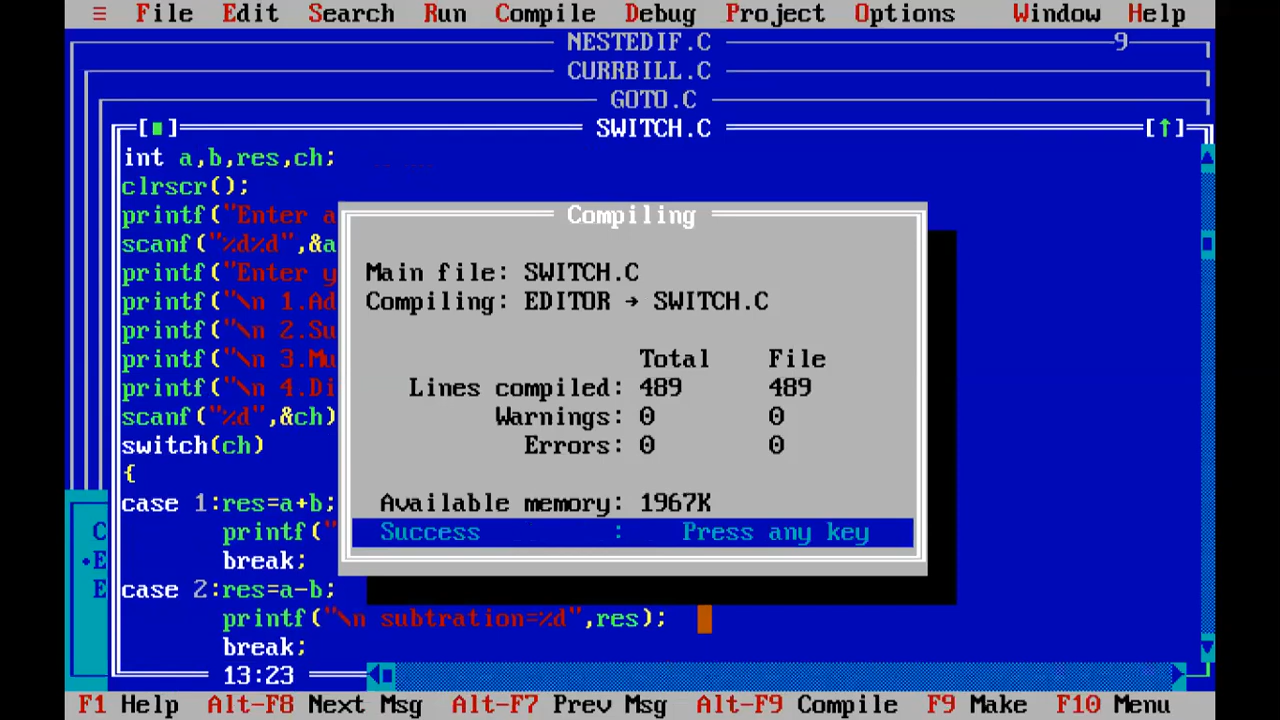 ≡ File Edit Search Run Compile Debug Project Options Window Help
NESTEDIF.C 9
CURRBILL.C
GOTO.C
[■] SWITCH.C [↑]
int a,b,res,ch;
clrscr();
printf("Enter a
scanf("%d%d",&a
printf("Enter y
printf("\n 1.Ad
printf("\n 2.Su
printf("\n 3.Mu
printf("\n 4.Di
scanf("%d",&ch)
switch(ch)
{
case 1:res=a+b;
printf("
break;
case 2:res=a-b;
printf("\n subtration=%d",res);
break;
13:23
Compiling
Main file: SWITCH.C
Compiling: EDITOR → SWITCH.C
Total File
Lines compiled: 489 489
Warnings: 0 0
Errors: 0 0
Available memory: 1967K
Success : Press any key
C
•E
E
F1 Help Alt-F8 Next Msg Alt-F7 Prev Msg Alt-F9 Compile F9 Make F10 Menu